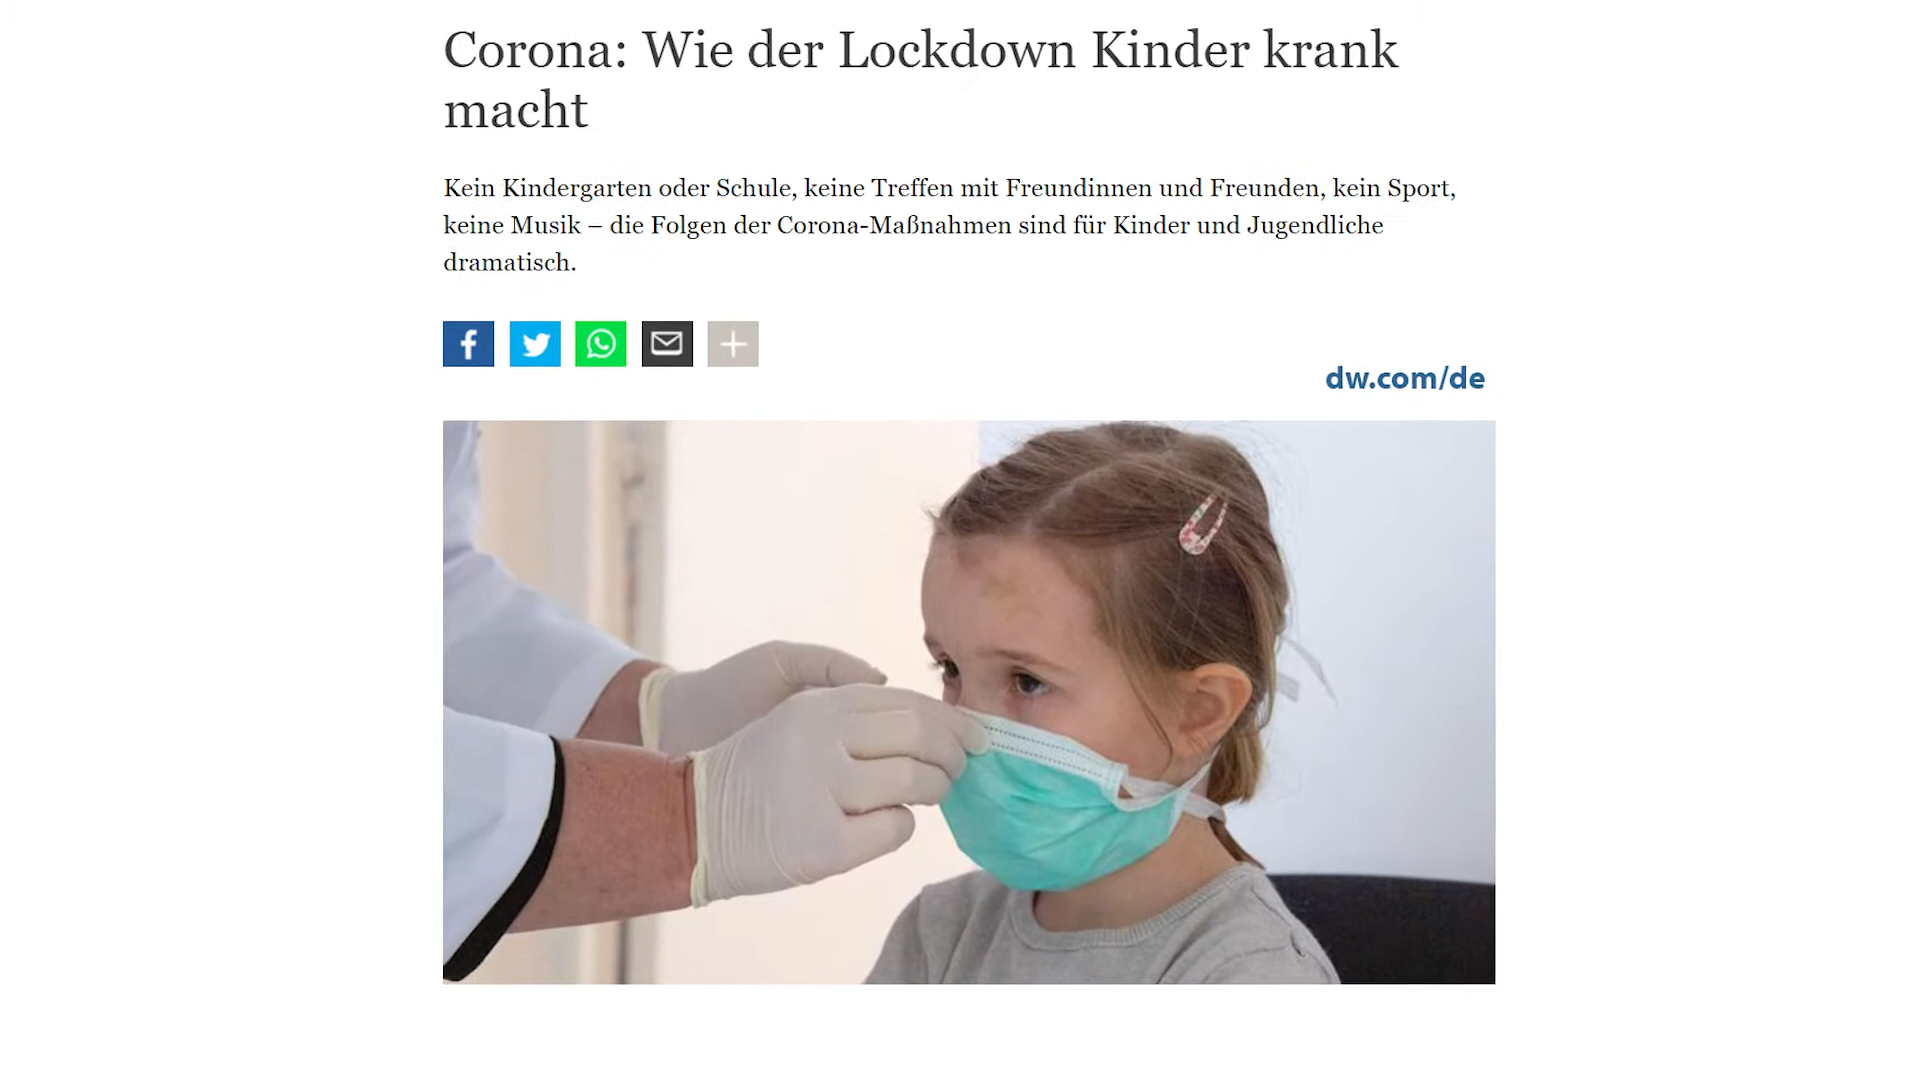 Corona: Wie der Lockdown Kinder krank
macht
Kein Kindergarten oder Schule, keine Treffen mit Freundinnen und Freunden, kein Sport,
keine Musik – die Folgen der Corona-Maßnahmen sind für Kinder und Jugendliche
dramatisch.
dw.com/de